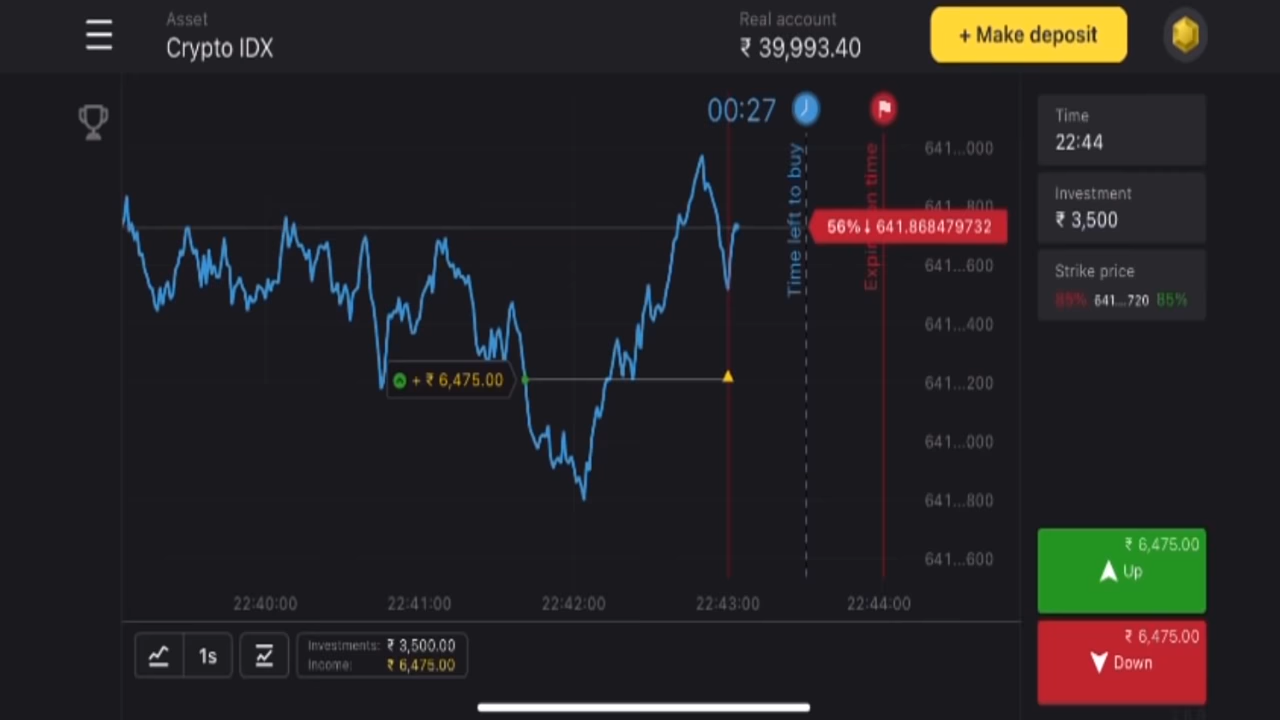 Asset
Crypto IDX
Real account
₹ 39,993.40
+ Make deposit
00:27
Time left to buy
641...000
641...800
56%↓ 641.868479732
641...600
641...400
641...200
641...000
641...800
641...600
+ ₹ 6,475.00
22:40:00
22:41:00
22:42:00
22:43:00
22:44:00
1s
Investments: ₹ 3,500.00
Income: ₹ 6,475.00
Time
22:44
Investment
₹ 3,500
Strike price
85% 641...720 85%
₹ 6,475.00
Up
₹ 6,475.00
Down